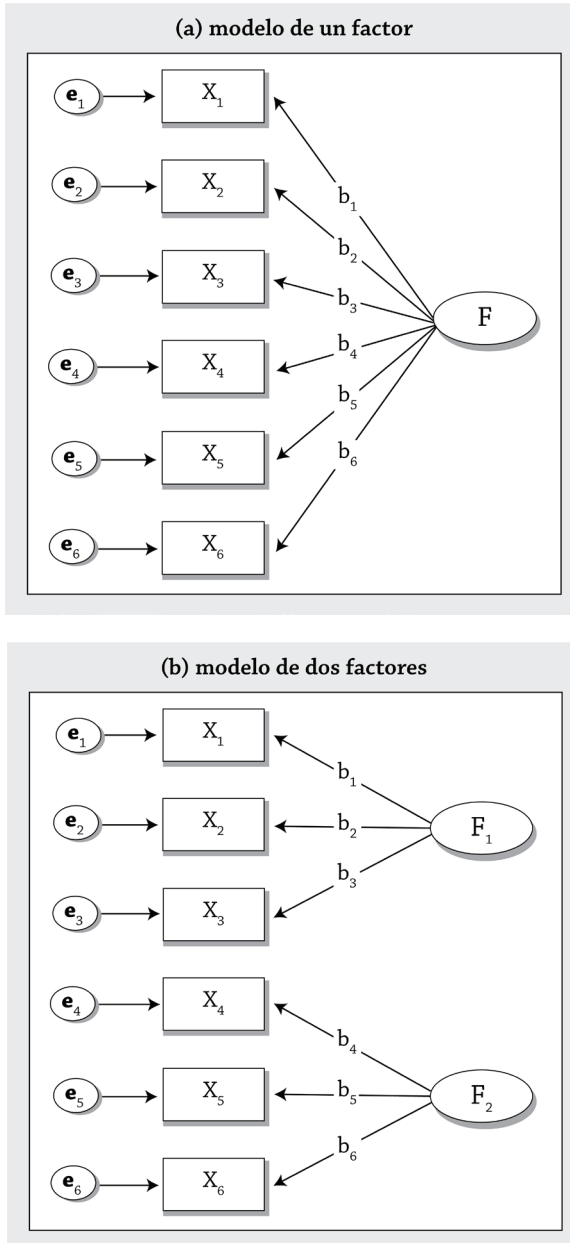 (a) modelo de un factor
e1 X1
b1
e2 X2
b2
e3 X3
b3
F
e4 X4
b4
e5 X5
b5
e6 X6
b6
(b) modelo de dos factores
e1 X1
b1
e2 X2
b2
F1
e3 X3
b3
e4 X4
b4
e5 X5
b5
F2
e6 X6
b6